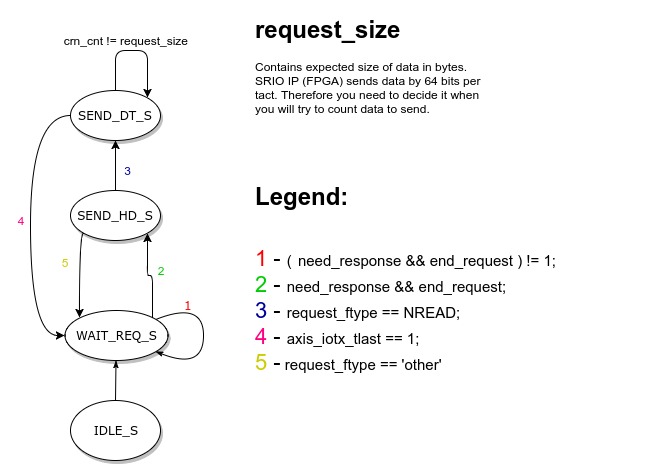 crn_cnt != request_size
SEND_DT_S
3
SEND_HD_S
4
5
2
1
WAIT_REQ_S
IDLE_S
request_size
Contains expected size of data in bytes.
SRIO IP (FPGA) sends data by 64 bits per
tact. Therefore you need to decide it when
you will try to count data to send.
Legend:
1 - ( need_response && end_request ) != 1;
2 - need_response && end_request;
3 - request_ftype == NREAD;
4 - axis_iotx_tlast == 1;
5 - request_ftype == 'other'